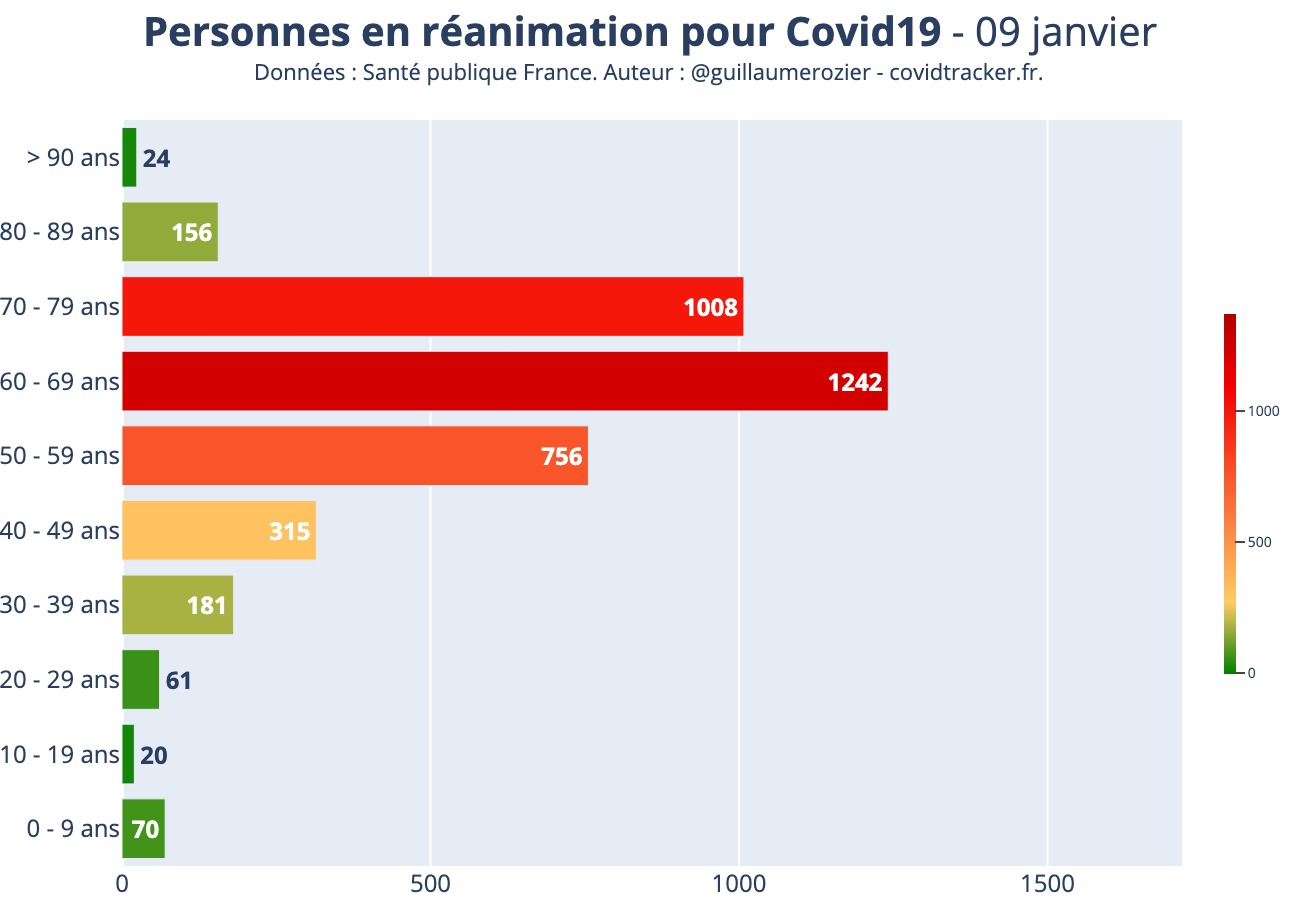 Personnes en réanimation pour Covid19 - 09 janvier
Données : Santé publique France. Auteur : @guillaumerozier - covidtracker.fr.
> 90 ans 24
80 - 89 ans 156
70 - 79 ans 1008
60 - 69 ans 1242
50 - 59 ans 756
40 - 49 ans 315
30 - 39 ans 181
20 - 29 ans 61
10 - 19 ans 20
0 - 9 ans 70
0 500 1000 1500
1000
500
0